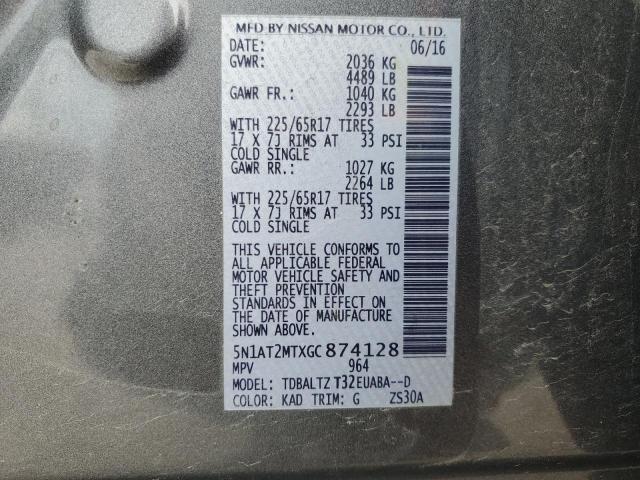 MFD BY NISSAN MOTOR CO., LTD.
DATE: 06/16
GVWR: 2036 KG
4489 LB
GAWR FR.: 1040 KG
2293 LB
WITH 225/65R17 TIRES
17 X 7J RIMS AT 33 PSI
COLD SINGLE
GAWR RR.: 1027 KG
2264 LB
WITH 225/65R17 TIRES
17 X 7J RIMS AT 33 PSI
COLD SINGLE
THIS VEHICLE CONFORMS TO
ALL APPLICABLE FEDERAL
MOTOR VEHICLE SAFETY AND
THEFT PREVENTION
STANDARDS IN EFFECT ON
THE DATE OF MANUFACTURE
SHOWN ABOVE.
5N1AT2MTXGC874128
MPV 964
MODEL: TDBALTZ T32EUABA--D
COLOR: KAD TRIM: G ZS30A